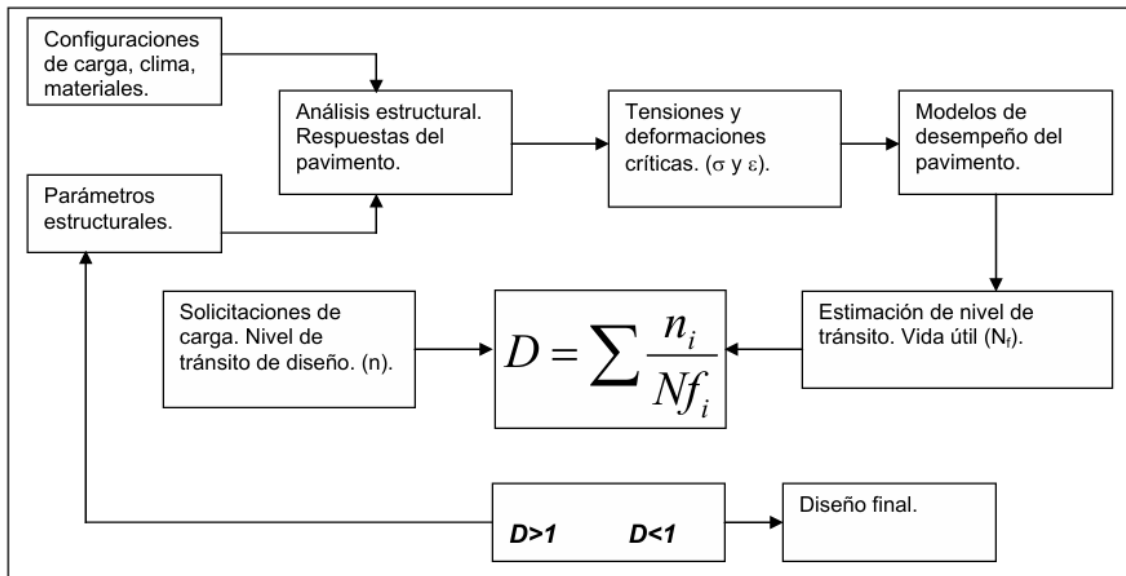 Configuraciones
de carga, clima,
materiales.
Análisis estructural.
Respuestas del
pavimento.
Tensiones y
deformaciones
críticas. (σ y ε).
Modelos de
desempeño del
pavimento.
Parámetros
estructurales.
Solicitaciones de
carga. Nivel de
tránsito de diseño. (n).
D = ∑ n_i / Nf_i
Estimación de nivel de
tránsito. Vida útil (N_f).
D>1 D<1
Diseño final.